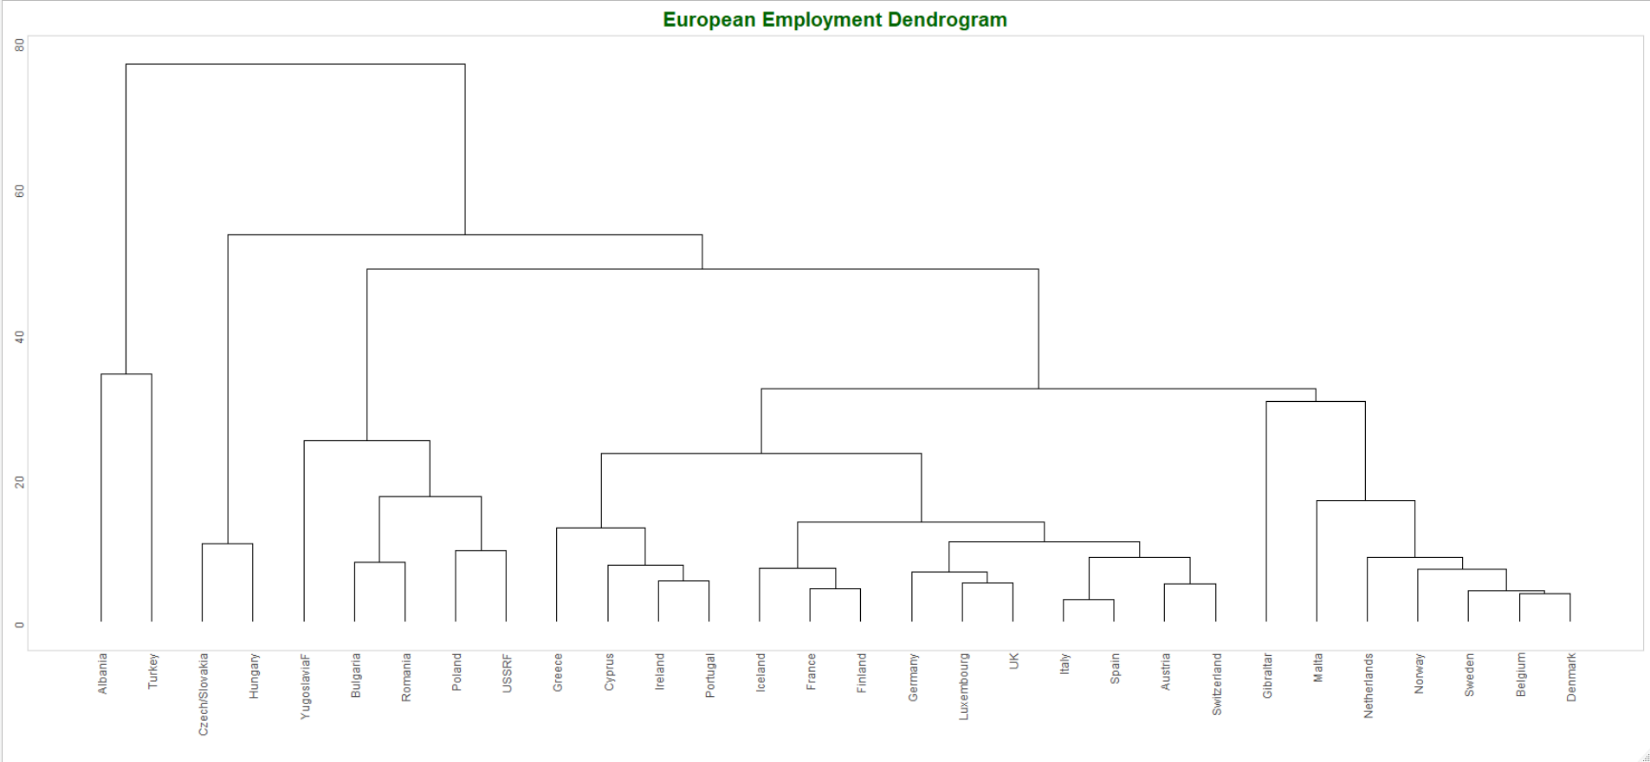 European Employment Dendrogram
80
60
40
20
0
Albania
Turkey
Czech/Slovakia
Hungary
YugoslaviaF
Bulgaria
Romania
Poland
USSRF
Greece
Cyprus
Ireland
Portugal
Iceland
France
Finland
Germany
Luxembourg
UK
Italy
Spain
Austria
Switzerland
Gibraltar
Malta
Netherlands
Norway
Sweden
Belgium
Denmark